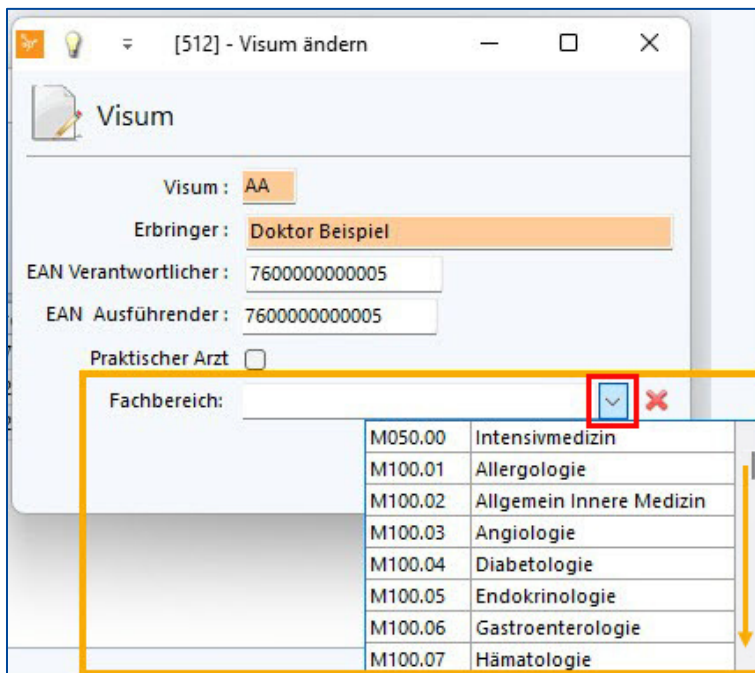 [512] - Visum ändern
Visum
Visum : AA
Erbringer : Doktor Beispiel
EAN Verantwortlicher : 7600000000005
EAN Ausführender : 7600000000005
Praktischer Arzt
Fachbereich:
M050.00 Intensivmedizin
M100.01 Allergologie
M100.02 Allgemein Innere Medizin
M100.03 Angiologie
M100.04 Diabetologie
M100.05 Endokrinologie
M100.06 Gastroenterologie
M100.07 Hämatologie